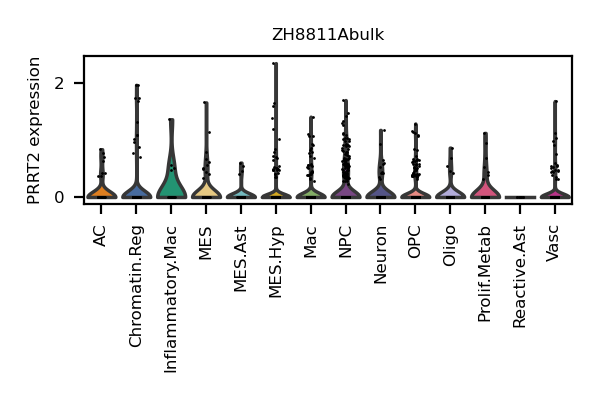 ZH8811Abulk
PRRT2 expression
2
0
AC
Chromatin.Reg
Inflammatory.Mac
MES
MES.Ast
MES.Hyp
Mac
NPC
Neuron
OPC
Oligo
Prolif.Metab
Reactive.Ast
Vasc